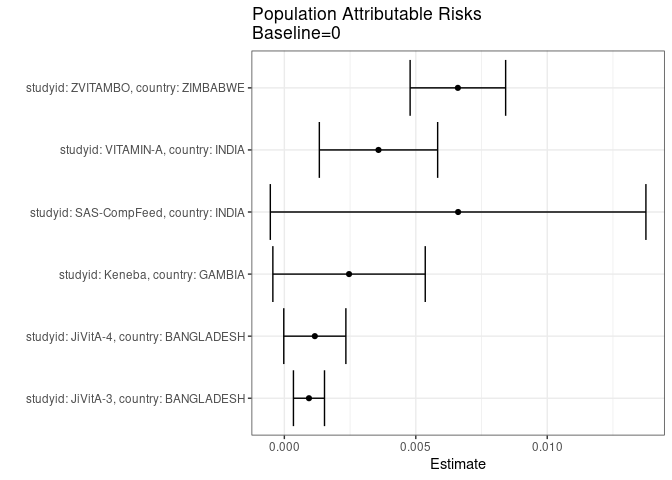 Population Attributable Risks
Baseline=0
studyid: ZVITAMBO, country: ZIMBABWE
studyid: VITAMIN-A, country: INDIA
studyid: SAS-CompFeed, country: INDIA
studyid: Keneba, country: GAMBIA
studyid: JiVitA-4, country: BANGLADESH
studyid: JiVitA-3, country: BANGLADESH
0.000 0.005 0.010
Estimate